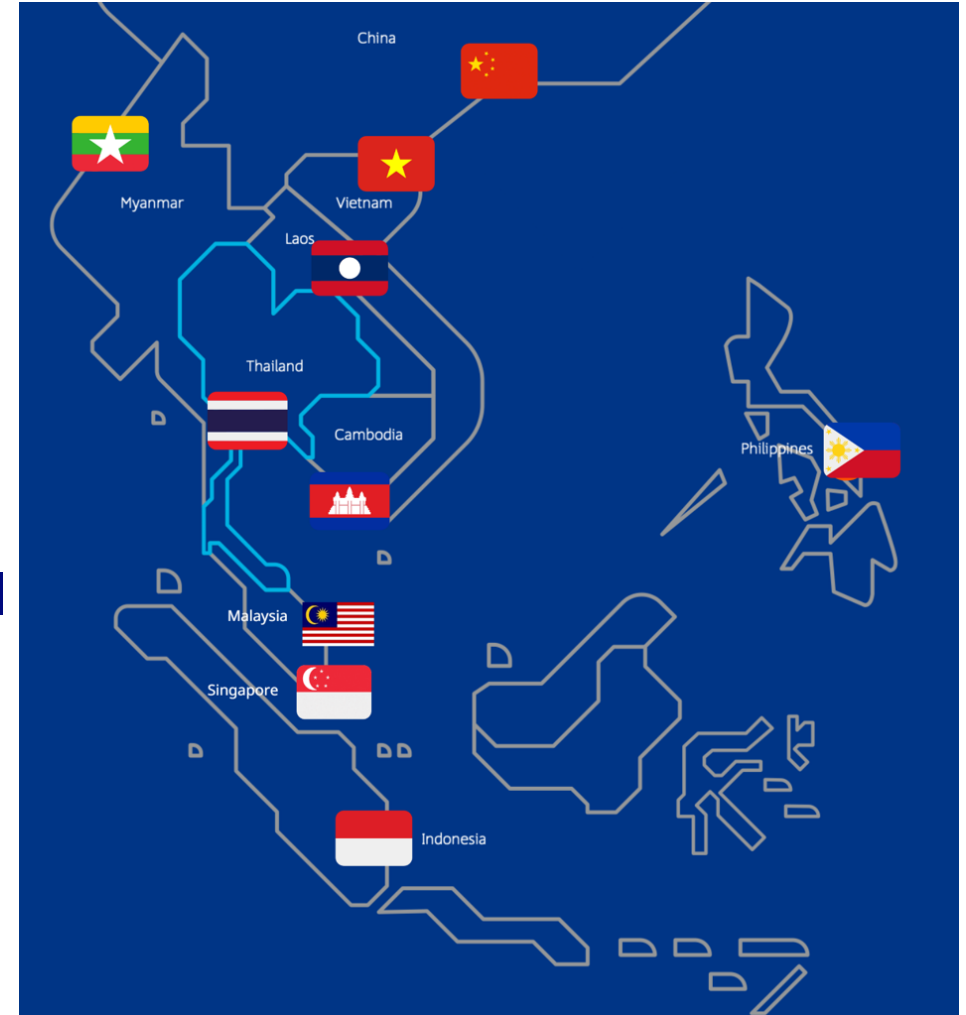 China
Myanmar
Vietnam
Laos
Thailand
Cambodia
Philippines
Malaysia
Singapore
Indonesia